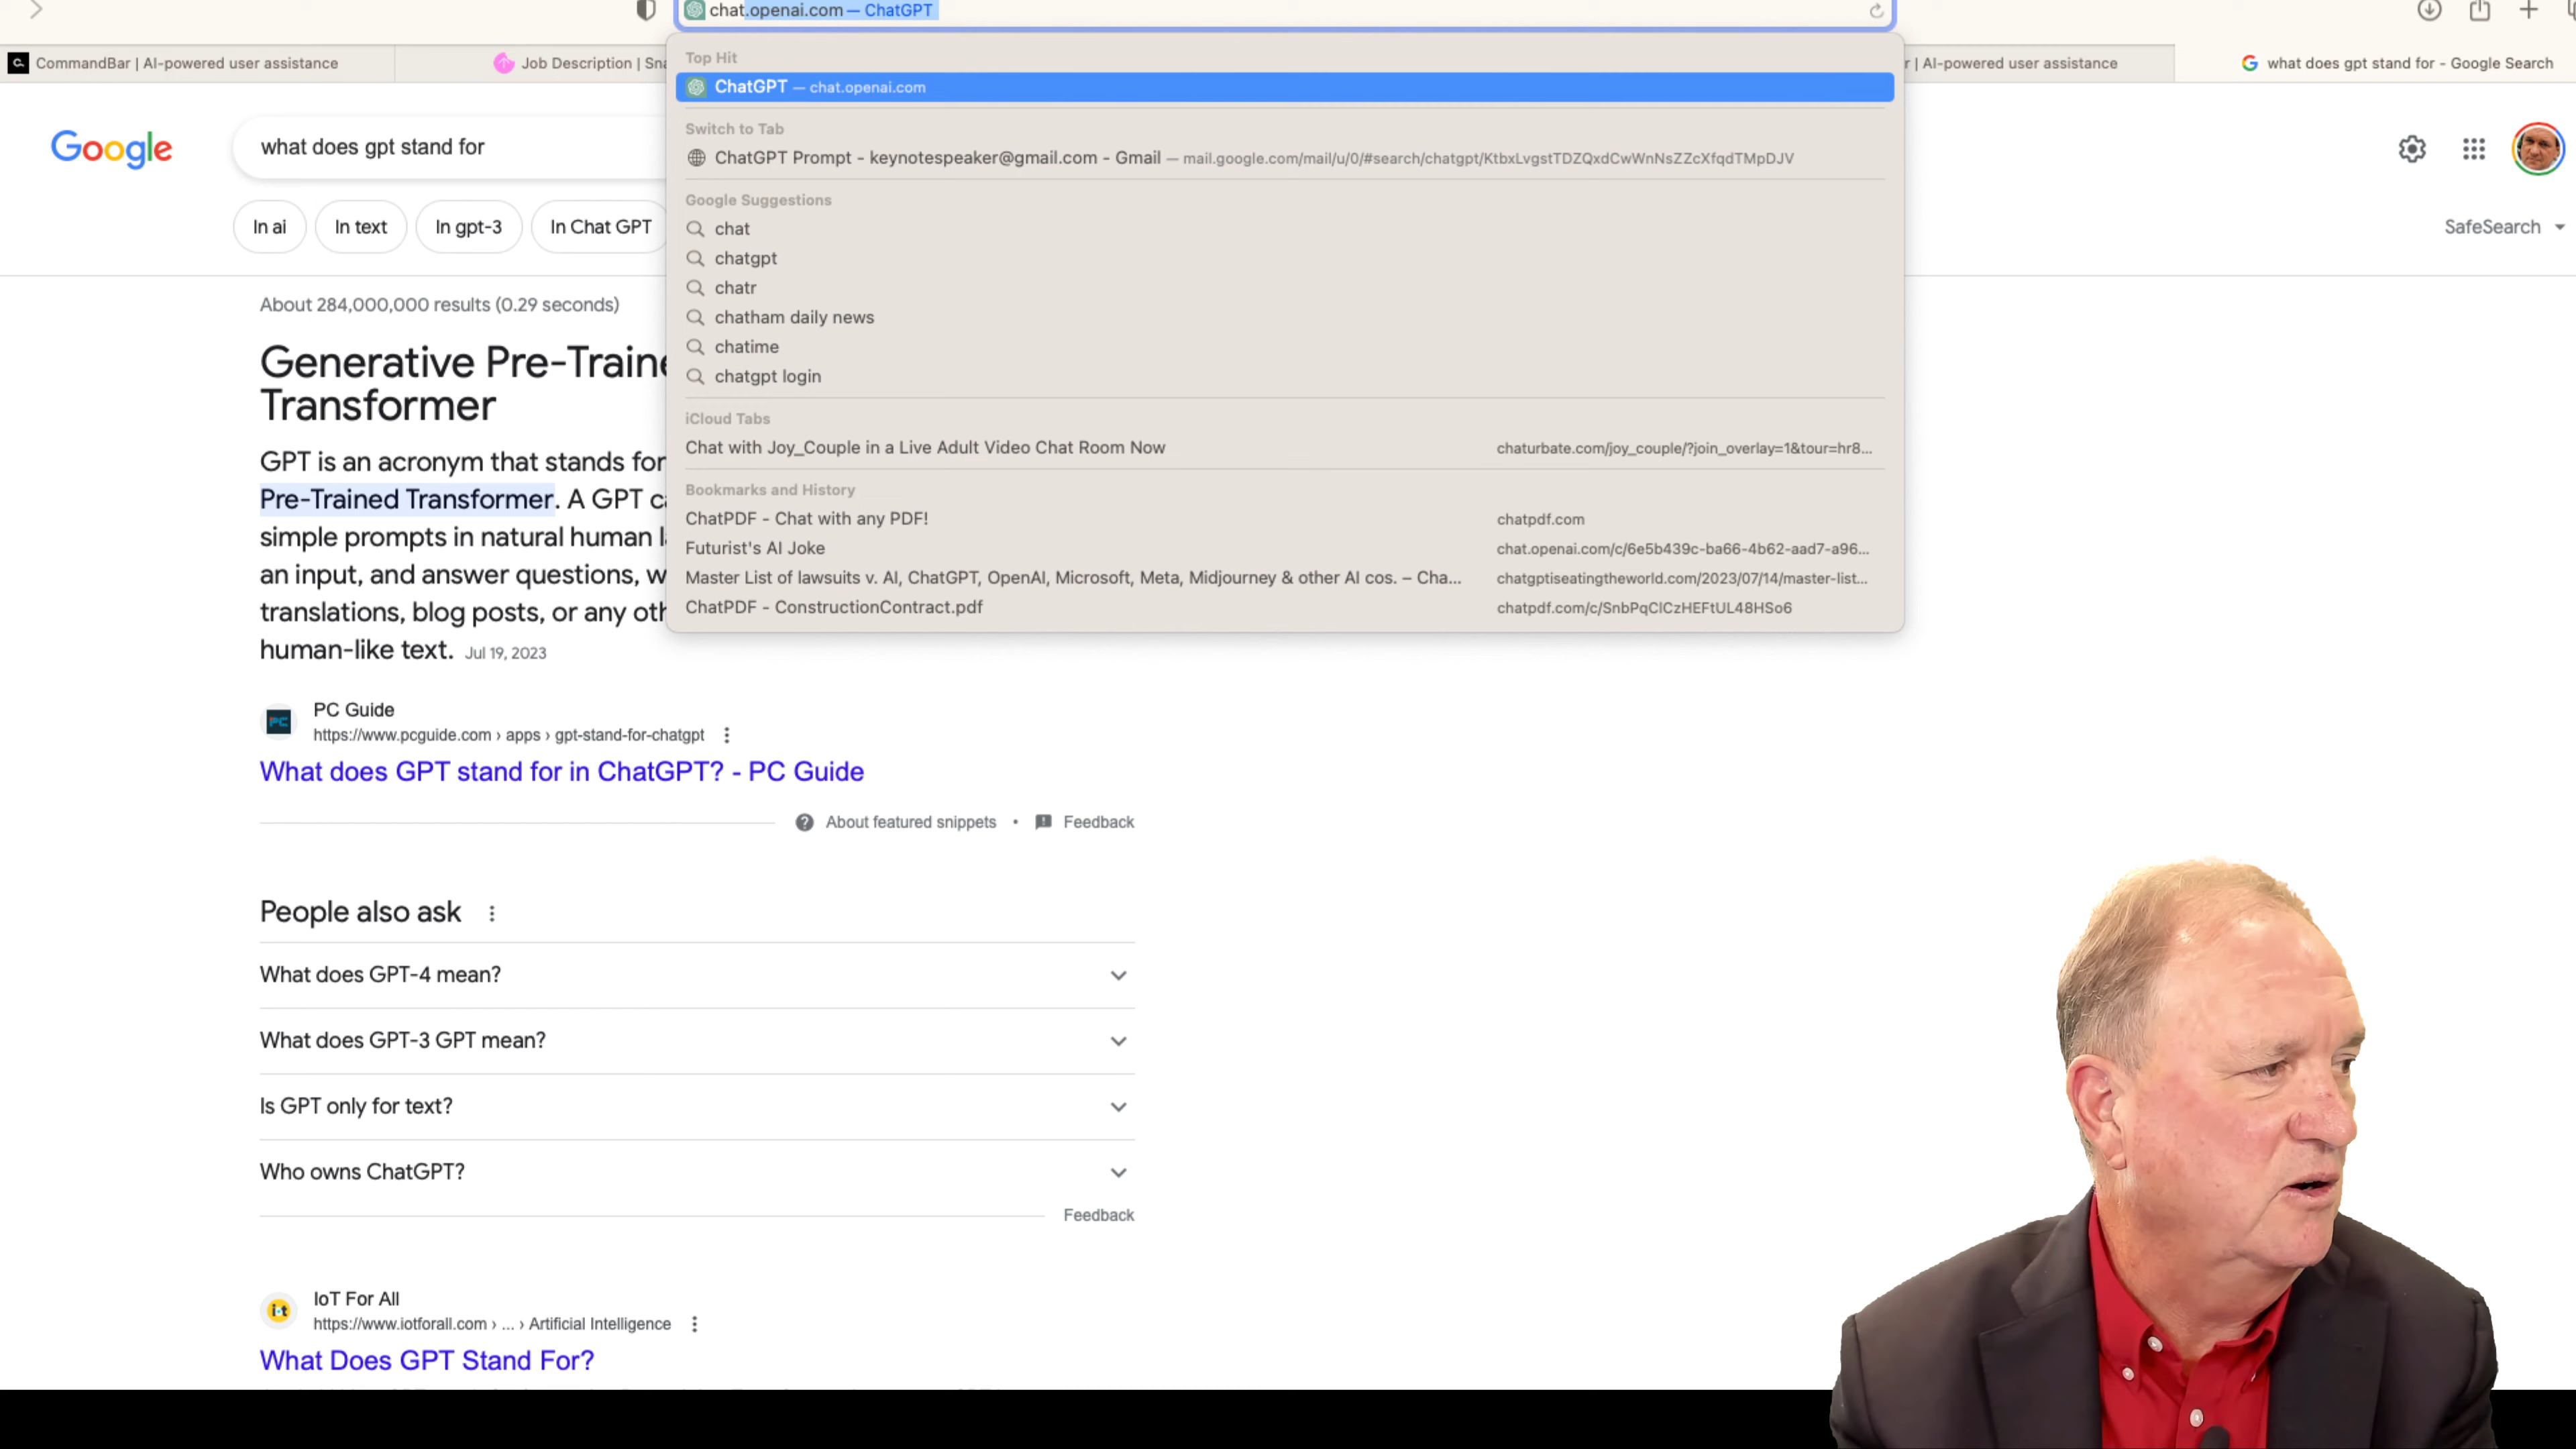 chat.openai.com — ChatGPT
CommandBar | AI-powered user assistance
Job Description | Sna
r | AI-powered user assistance
what does gpt stand for - Google Search
Google
what does gpt stand for
In ai
In text
In gpt-3
In Chat GPT
SafeSearch
Top Hit
ChatGPT — chat.openai.com
Switch to Tab
ChatGPT Prompt - keynotespeaker@gmail.com - Gmail — mail.google.com/mail/u/0/#search/chatgpt/KtbxLvgstTDZQxdCwWnNsZZcXfqdTMpDJV
Google Suggestions
chat
chatgpt
chatr
chatham daily news
chatime
chatgpt login
iCloud Tabs
Chat with Joy_Couple in a Live Adult Video Chat Room Now chaturbate.com/joy_couple/?join_overlay=1&tour=hr8...
Bookmarks and History
ChatPDF - Chat with any PDF! chatpdf.com
Futurist's AI Joke chat.openai.com/c/6e5b439c-ba66-4b62-aad7-a96...
Master List of lawsuits v. AI, ChatGPT, OpenAI, Microsoft, Meta, Midjourney & other AI cos. – Cha... chatgptiseatingtheworld.com/2023/07/14/master-list...
ChatPDF - ConstructionContract.pdf chatpdf.com/c/SnbPqClCzHEFtUL48HSo6
About 284,000,000 results (0.29 seconds)
Generative Pre-Traine
Transformer
GPT is an acronym that stands for
Pre-Trained Transformer. A GPT ca
simple prompts in natural human l
an input, and answer questions, w
translations, blog posts, or any oth
human-like text. Jul 19, 2023
PC
PC Guide
https://www.pcguide.com › apps › gpt-stand-for-chatgpt
What does GPT stand for in ChatGPT? - PC Guide
About featured snippets • Feedback
People also ask
What does GPT-4 mean?
What does GPT-3 GPT mean?
Is GPT only for text?
Who owns ChatGPT?
Feedback
iot
IoT For All
https://www.iotforall.com › ... › Artificial Intelligence
What Does GPT Stand For?